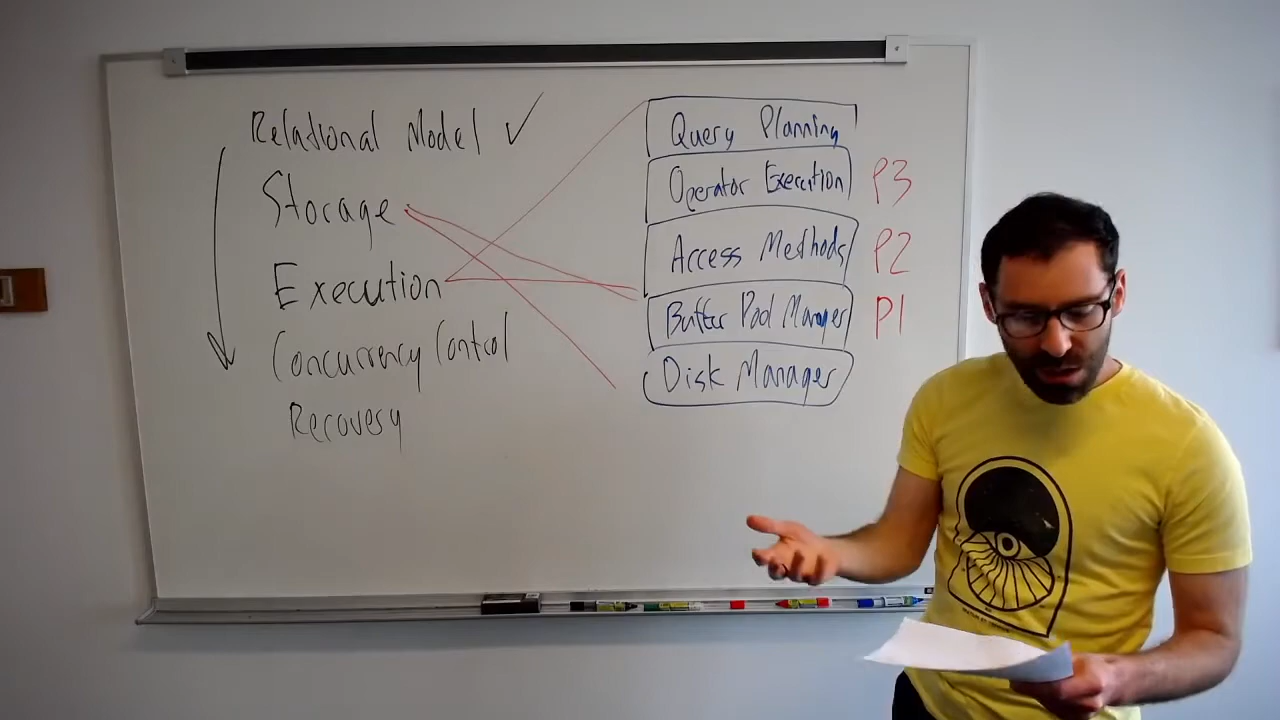 Relational Model ✓
Storage
Execution
Concurrency Control
Recovery
Query Planning
Operator Execution P3
Access Methods P2
Buffer Pool Manager P1
Disk Manager